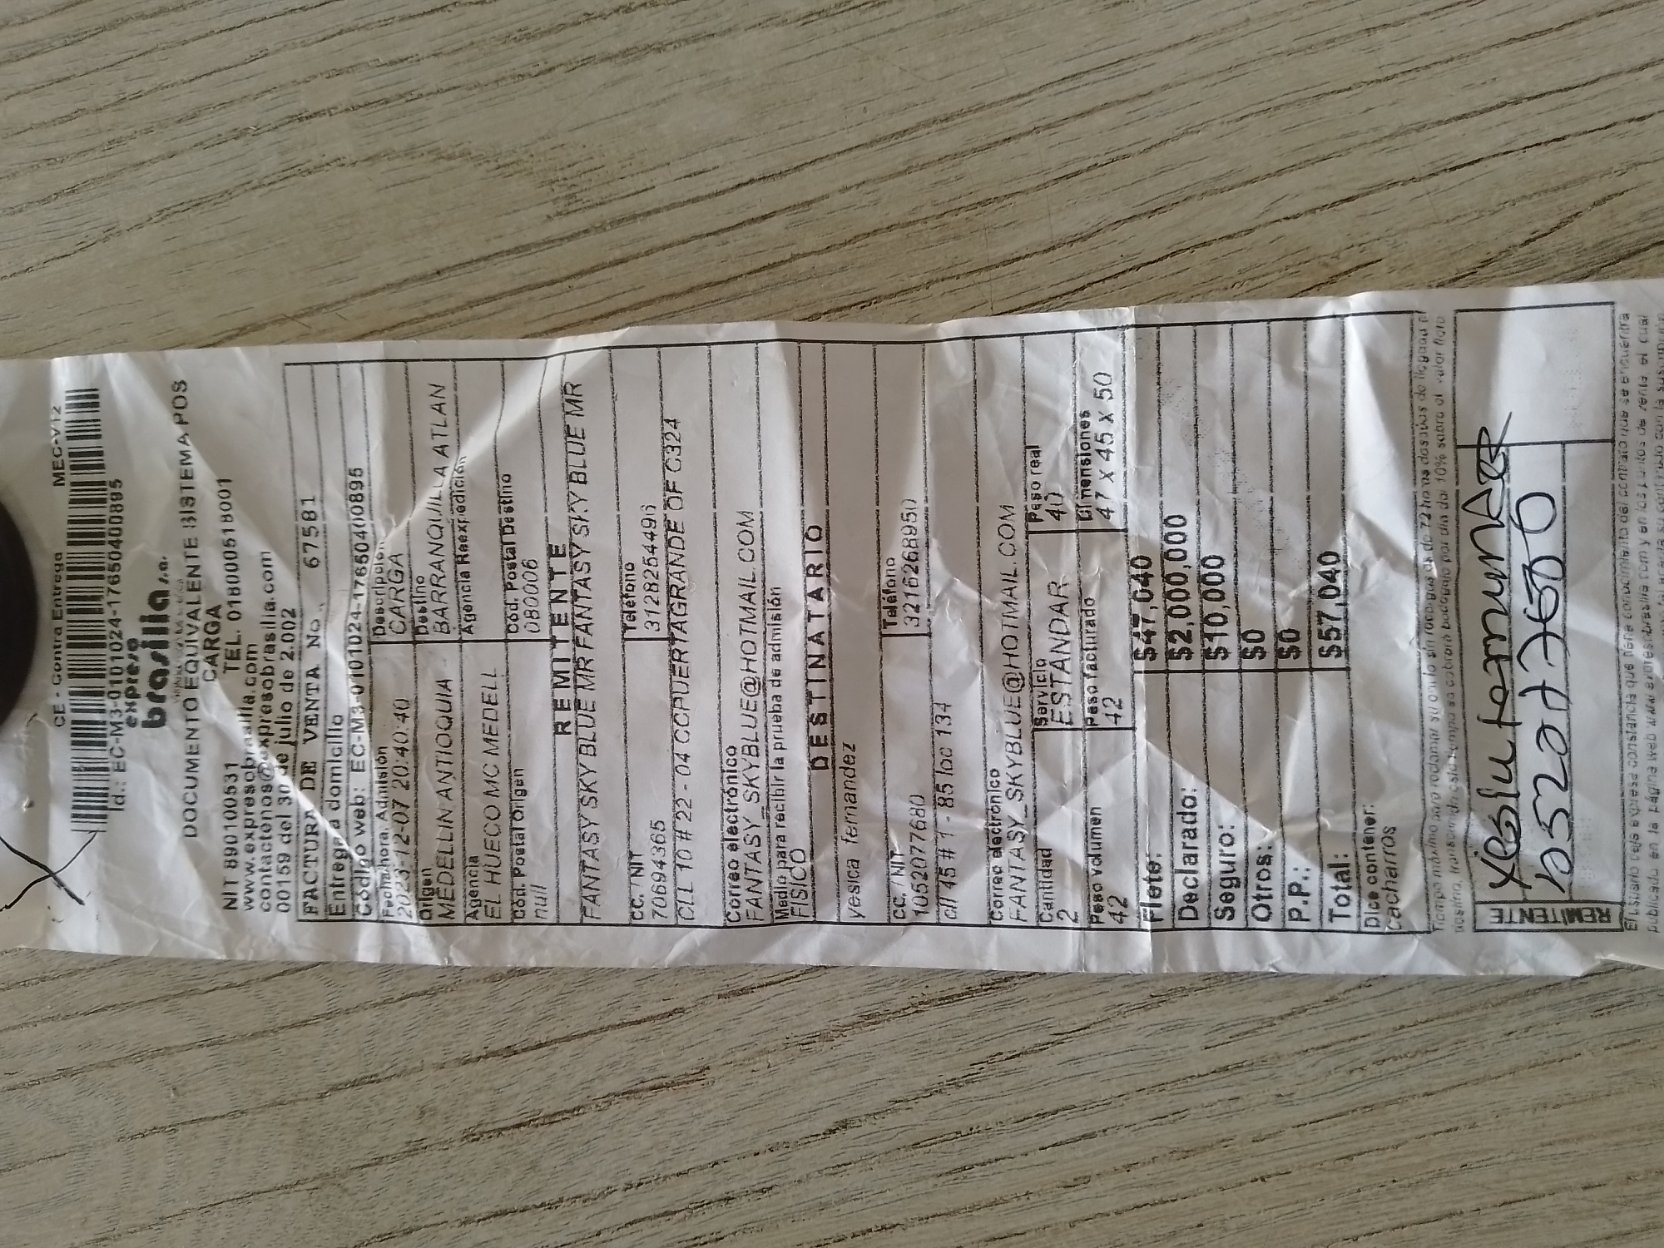 CE - Contra Entrega MEC-V12
Id.: EC-M3-0101024-17650400895
expreso
brasilia s.a.
DOCUMENTO EQUIVALENTE SISTEMA POS
CARGA
NIT 890100531 TEL. 018000518001
www.expresobrasilia.com
contactenos@expresobrasilia.com
00159 del 30 de julio de 2.002
FACTURA DE VENTA No. 67581
Entrega a domicilio
Código web: EC-M3-0101024-17650400895
Fecha/hora. Admisión Descripción
2023-12-07 20:40:40 CARGA
Origen Destino
MEDELLIN ANTIOQUIA BARRANQUILLA ATLAN
Agencia Agencia Reexpedición
EL HUECO MC MEDELL
Cód. Postal Origen Cód. Postal Destino
null 080006
REMITENTE
FANTASY SKY BLUE MR FANTASY SKY BLUE MR
CC. / NIT Teléfono
70694365 3128254496
CLL 10 # 22 - 04 CC PUERTAGRANDE OF C324
Correo electrónico
FANTASY_SKYBLUE@HOTMAIL.COM
Medio para recibir la prueba de admisión
FISICO
DESTINATARIO
yesica fernandez
CC. / NIT Teléfono
1052077680 3216268950
cll 45 # 1 - 85 loc 134
Correo electrónico
FANTASY_SKYBLUE@HOTMAIL.COM
Cantidad Servicio Peso real
2 ESTANDAR 40
Peso volumen Peso facturado Dimensiones
42 42 47 x 45 x 50
Flete: $47,040
Declarado: $2,000,000
Seguro: $10,000
Otros: $0
P.P.: $0
Total: $57,040
Dice contener:
Cacharros
REMITENTE
REMITENTE